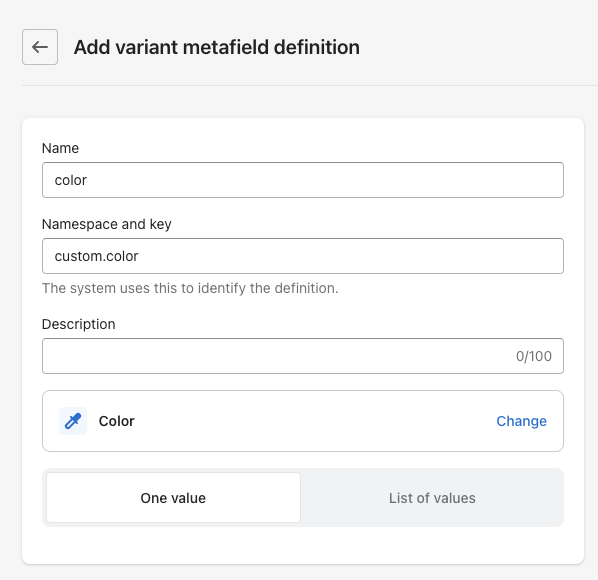 Add variant metafield definition
Name
color
Namespace and key
custom.color
The system uses this to identify the definition.
Description
0/100
Color
Change
One value
List of values